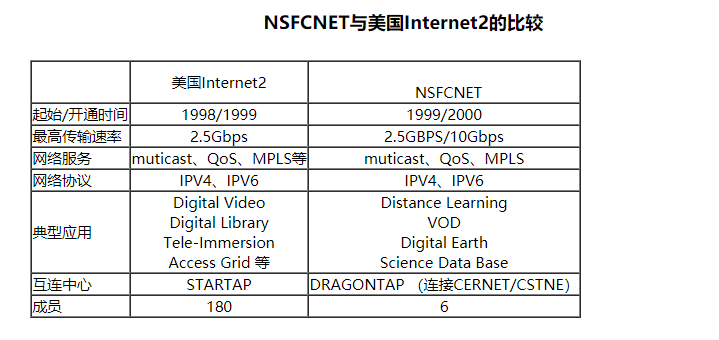 NSFCNET与美国Internet2的比较
美国Internet2
NSFCNET
起始/开通时间 1998/1999 1999/2000
最高传输速率 2.5Gbps 2.5GBPS/10Gbps
网络服务 muticast、QoS、MPLS等 muticast、QoS、MPLS
网络协议 IPV4、IPV6 IPV4、IPV6
典型应用
Digital Video Distance Learning
Digital Library VOD
Tele-Immersion Digital Earth
Access Grid 等 Science Data Base
互连中心 STARTAP DRAGONTAP （连接CERNET/CSTNE）
成员 180 6